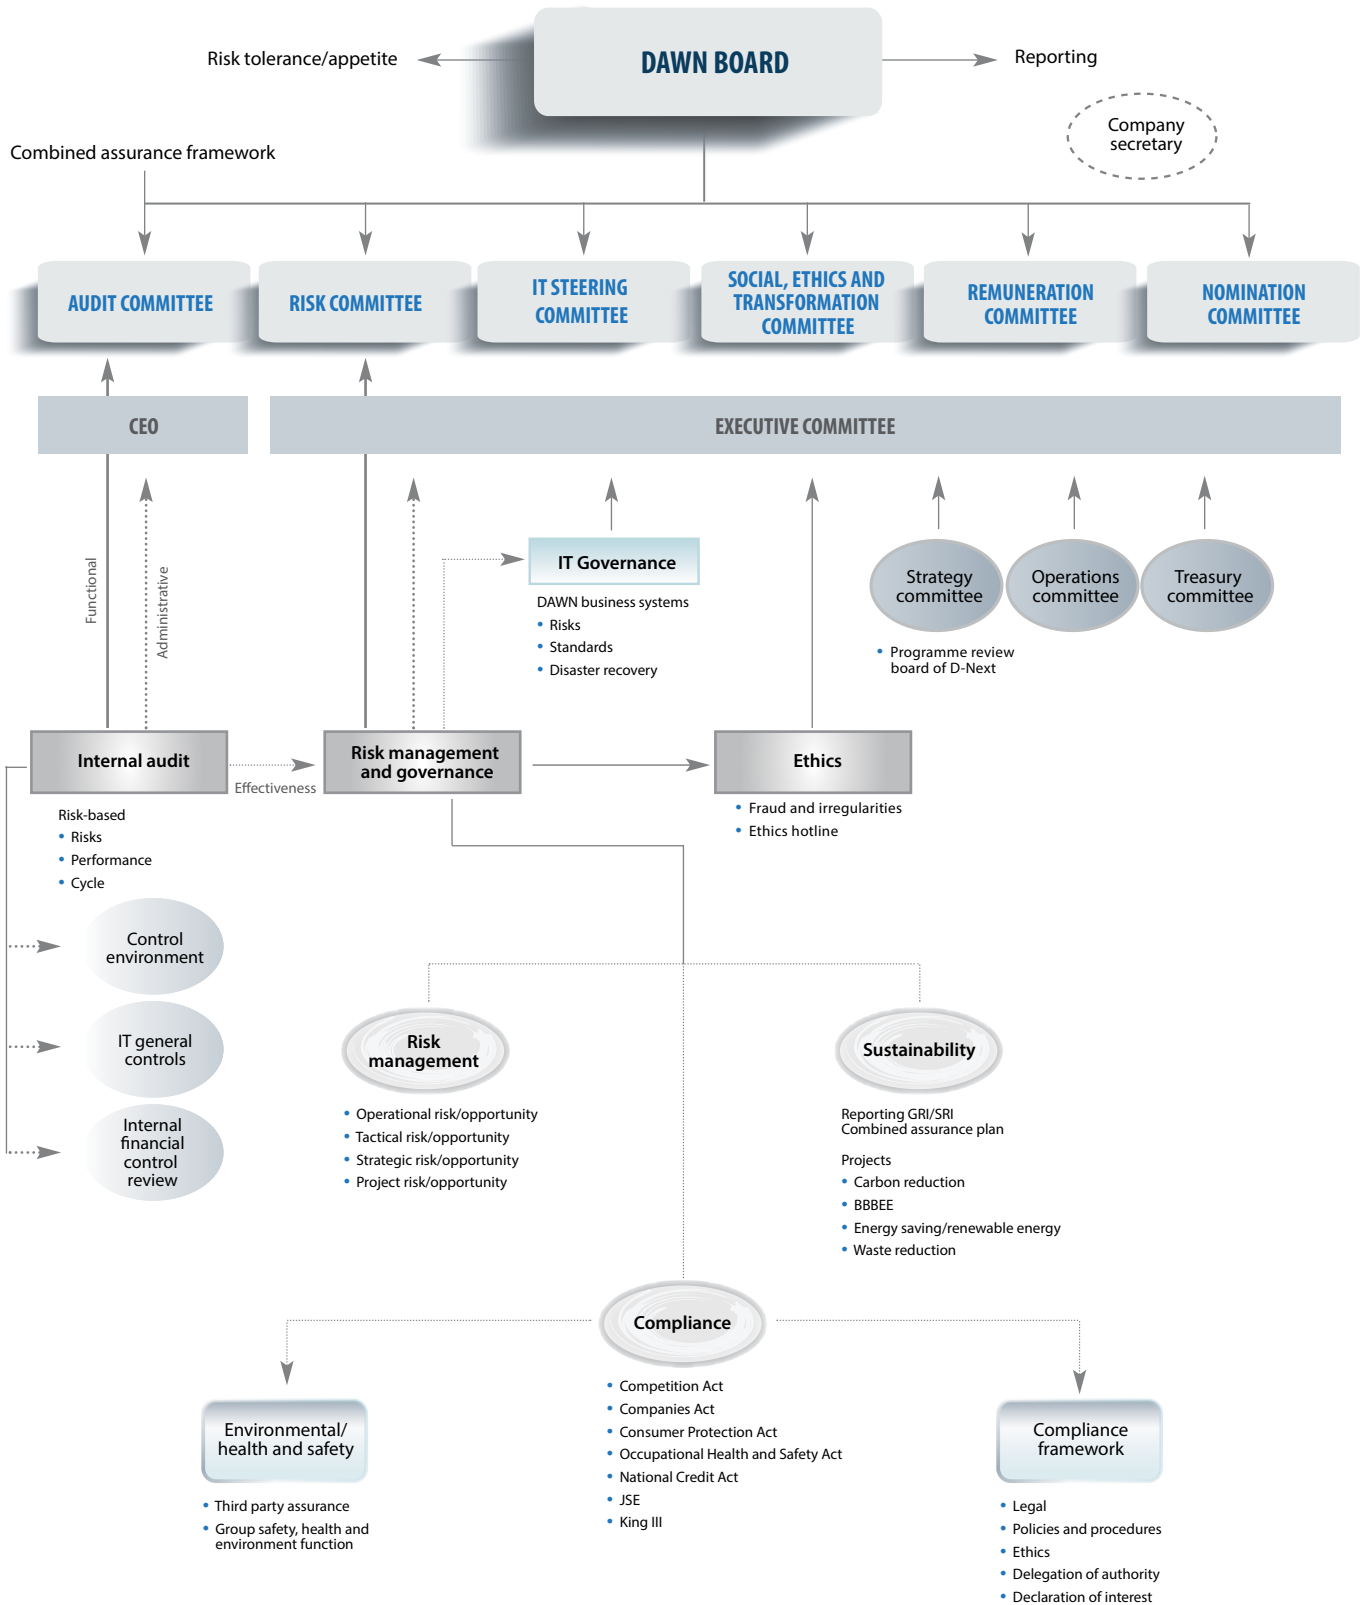 DAWN BOARD
Risk tolerance/appetite
Reporting
Company
secretary
Combined assurance framework
AUDIT COMMITTEE
RISK COMMITTEE
IT STEERING
COMMITTEE
SOCIAL, ETHICS AND
TRANSFORMATION
COMMITTEE
REMUNERATION
COMMITTEE
NOMINATION
COMMITTEE
CEO
EXECUTIVE COMMITTEE
Functional
Administrative
IT Governance
DAWN business systems
• Risks
• Standards
• Disaster recovery
Strategy
committee
Operations
committee
Treasury
committee
• Programme review
board of D-Next
Internal audit
Effectiveness
Risk management
and governance
Ethics
• Fraud and irregularities
• Ethics hotline
Risk-based
• Risks
• Performance
• Cycle
Control
environment
IT general
controls
Internal
financial
control
review
Risk
management
• Operational risk/opportunity
• Tactical risk/opportunity
• Strategic risk/opportunity
• Project risk/opportunity
Sustainability
Reporting GRI/SRI
Combined assurance plan
Projects
• Carbon reduction
• BBBEE
• Energy saving/renewable energy
• Waste reduction
Compliance
• Competition Act
• Companies Act
• Consumer Protection Act
• Occupational Health and Safety Act
• National Credit Act
• JSE
• King III
Environmental/
health and safety
• Third party assurance
• Group safety, health and
environment function
Compliance
framework
• Legal
• Policies and procedures
• Ethics
• Delegation of authority
• Declaration of interest